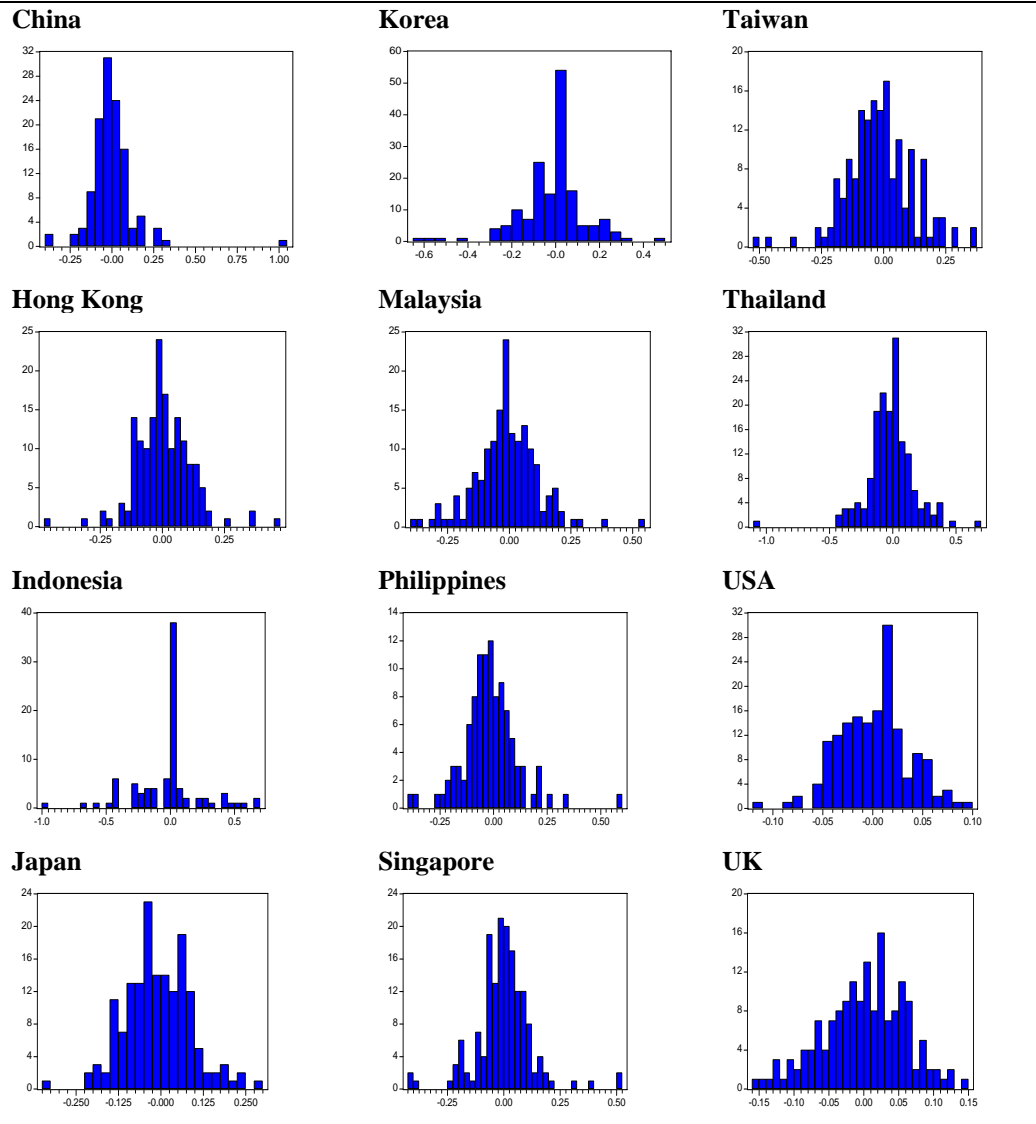 China Korea Taiwan
32 28 24 20 16 12 8 4 0
-0.25 -0.00 0.25 0.50 0.75 1.00
60 50 40 30 20 10 0
-0.6 -0.4 -0.2 0.0 0.2 0.4
20 16 12 8 4 0
-0.50 -0.25 0.00 0.25
Hong Kong Malaysia Thailand
25 20 15 10 5 0
-0.25 0.00 0.25
25 20 15 10 5 0
-0.25 0.00 0.25 0.50
32 28 24 20 16 12 8 4 0
-1.0 -0.5 0.0 0.5
Indonesia Philippines USA
40 30 20 10 0
-1.0 -0.5 0.0 0.5
14 12 10 8 6 4 2 0
-0.25 0.00 0.25 0.50
32 28 24 20 16 12 8 4 0
-0.10 -0.05 -0.00 0.05 0.10
Japan Singapore UK
24 20 16 12 8 4 0
-0.250 -0.125 -0.000 0.125 0.250
24 20 16 12 8 4 0
-0.25 0.00 0.25 0.50
20 16 12 8 4 0
-0.15 -0.10 -0.05 0.00 0.05 0.10 0.15